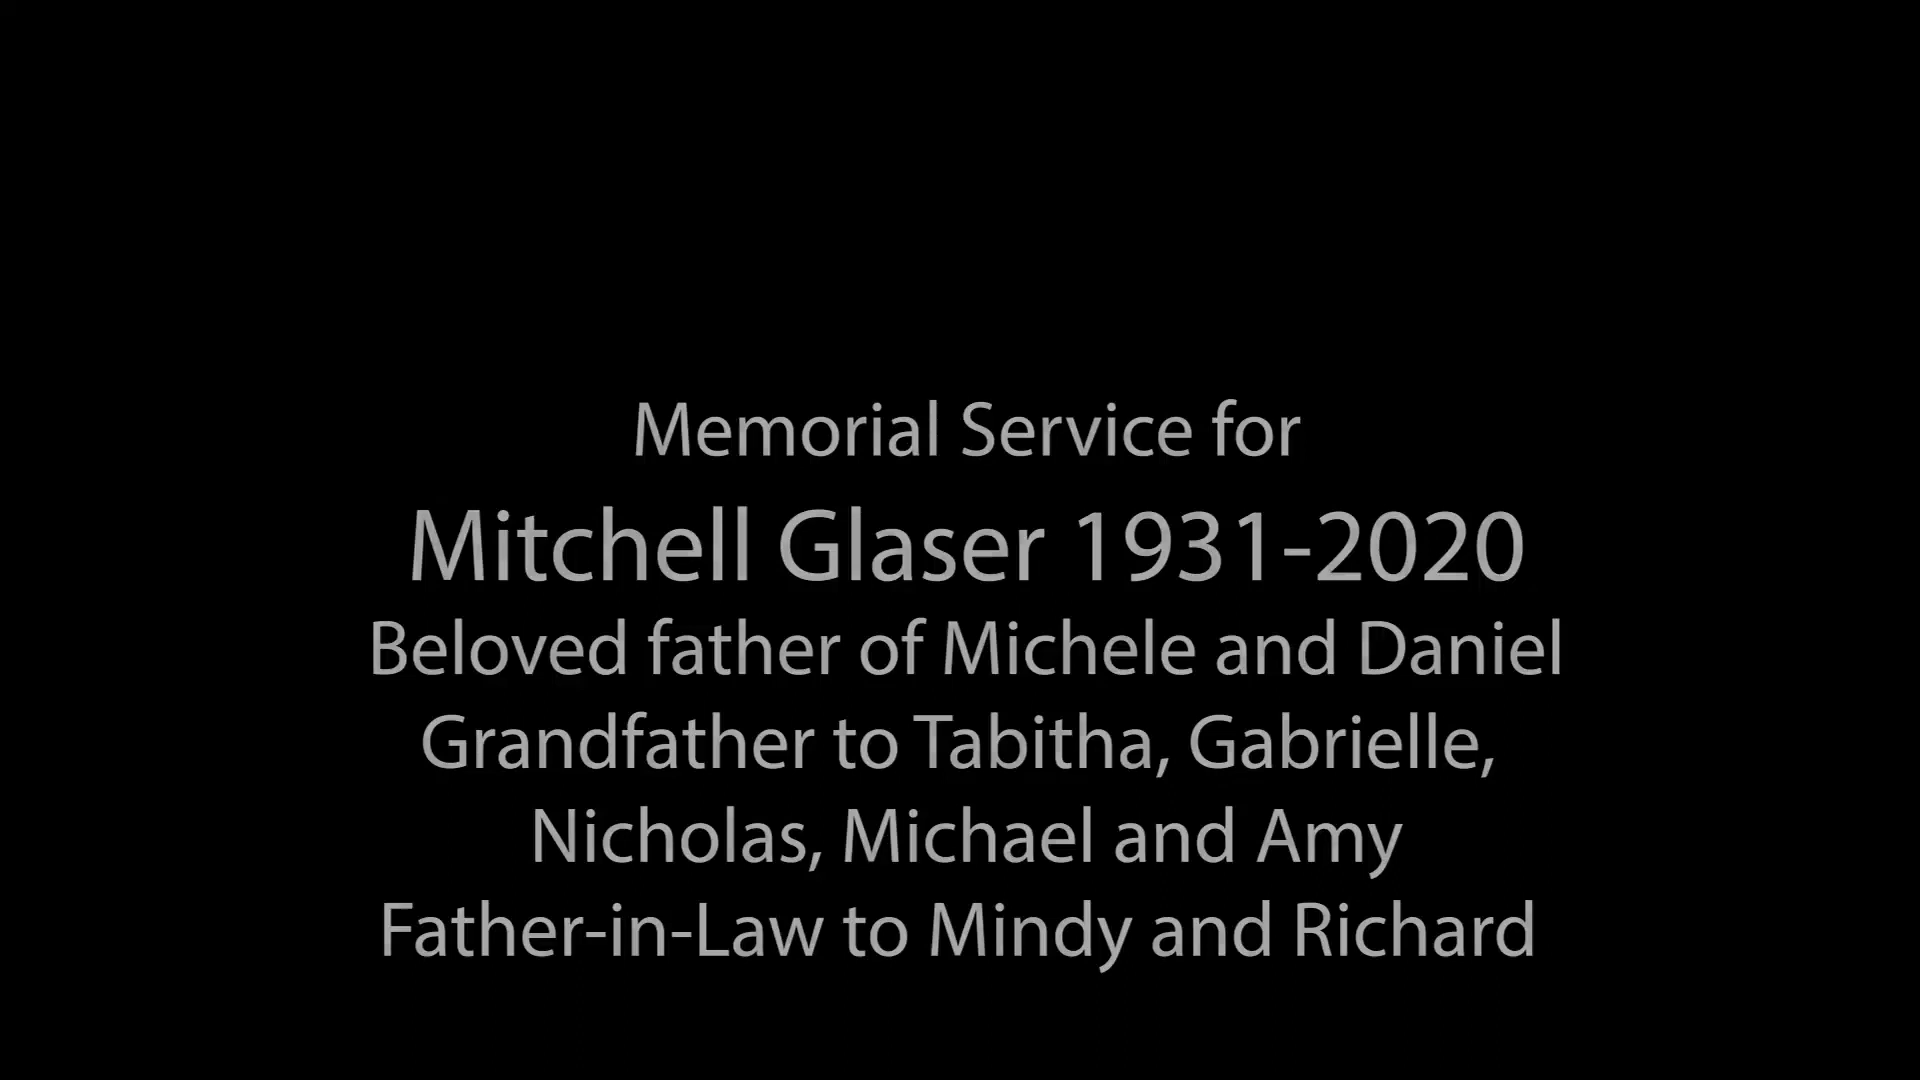 Memorial Service for
Mitchell Glaser 1931-2020
Beloved father of Michele and Daniel
Grandfather to Tabitha, Gabrielle,
Nicholas, Michael and Amy
Father-in-Law to Mindy and Richard